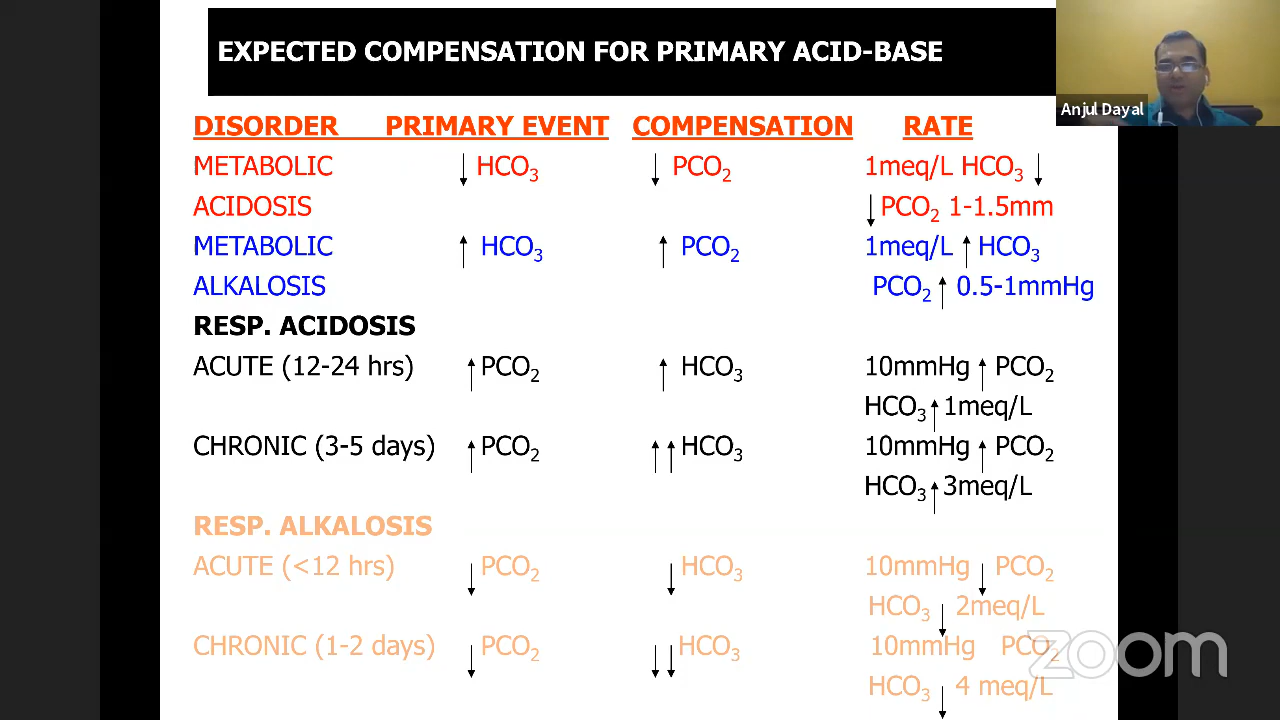 EXPECTED COMPENSATION FOR PRIMARY ACID-BASE
Anjul Dayal
DISORDER PRIMARY EVENT COMPENSATION RATE
METABOLIC ↓ HCO₃ ↓ PCO₂ 1meq/L HCO₃ ↓
ACIDOSIS ↓ PCO₂ 1-1.5mm
METABOLIC ↑ HCO₃ ↑ PCO₂ 1meq/L ↑ HCO₃
ALKALOSIS PCO₂ ↑ 0.5-1mmHg
RESP. ACIDOSIS
ACUTE (12-24 hrs) ↑ PCO₂ ↑ HCO₃ 10mmHg ↑ PCO₂
HCO₃ ↑ 1meq/L
CHRONIC (3-5 days) ↑ PCO₂ ↑↑ HCO₃ 10mmHg ↑ PCO₂
HCO₃ ↑ 3meq/L
RESP. ALKALOSIS
ACUTE (<12 hrs) ↓ PCO₂ ↓ HCO₃ 10mmHg ↓ PCO₂
HCO₃ ↓ 2meq/L
CHRONIC (1-2 days) ↓ PCO₂ ↓↓ HCO₃ 10mmHg PCO₂
HCO₃ ↓ 4 meq/L
zoom